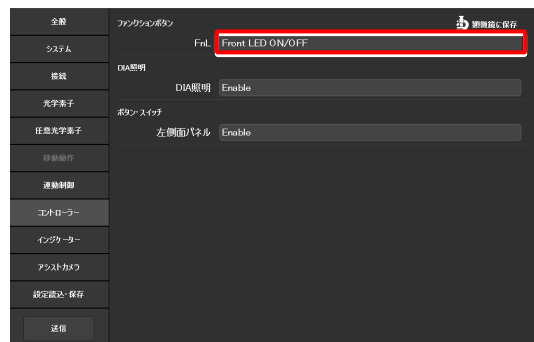 全般
システム
接続
光学素子
任意光学素子
移動動作
連動制御
コントローラー
インジケーター
アシストカメラ
設定読込・保存
送信
ファンクションボタン
顕微鏡に保存
FnL Front LED ON/OFF
DIA照明
DIA照明 Enable
ボタン・スイッチ
左側面パネル Enable